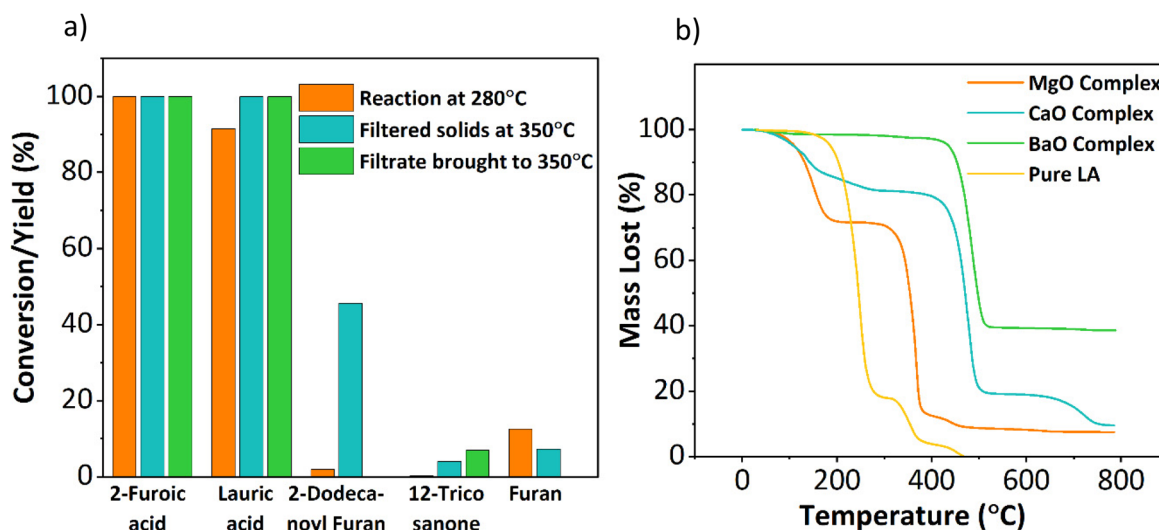 a)
Conversion/Yield (%)
100
80
60
40
20
0
Reaction at 280°C
Filtered solids at 350°C
Filtrate brought to 350°C
2-Furoic
acid
Lauric
acid
2-Dodeca-
noyl Furan
12-Trico
sanone
Furan
b)
Mass Lost (%)
100
80
60
40
20
0
MgO Complex
CaO Complex
BaO Complex
Pure LA
0
200
400
600
800
Temperature (°C)